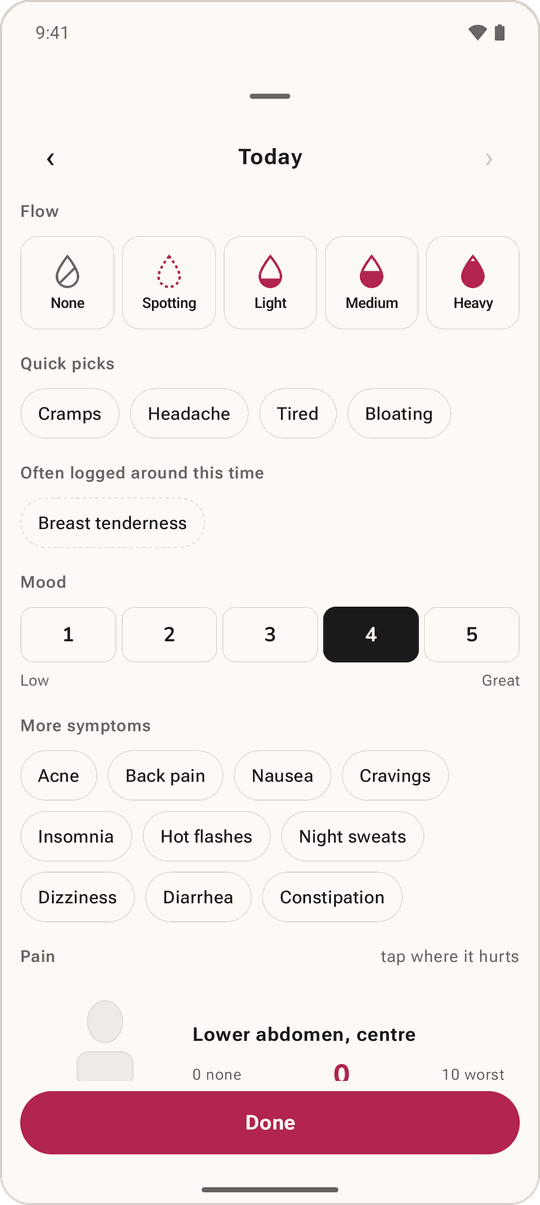 9:41
‹ Today ›
Flow
None Spotting Light Medium Heavy
Quick picks
Cramps Headache Tired Bloating
Often logged around this time
Breast tenderness
Mood
1 2 3 4 5
Low Great
More symptoms
Acne Back pain Nausea Cravings
Insomnia Hot flashes Night sweats
Dizziness Diarrhea Constipation
Pain tap where it hurts
Lower abdomen, centre
0 none 0 10 worst
Done